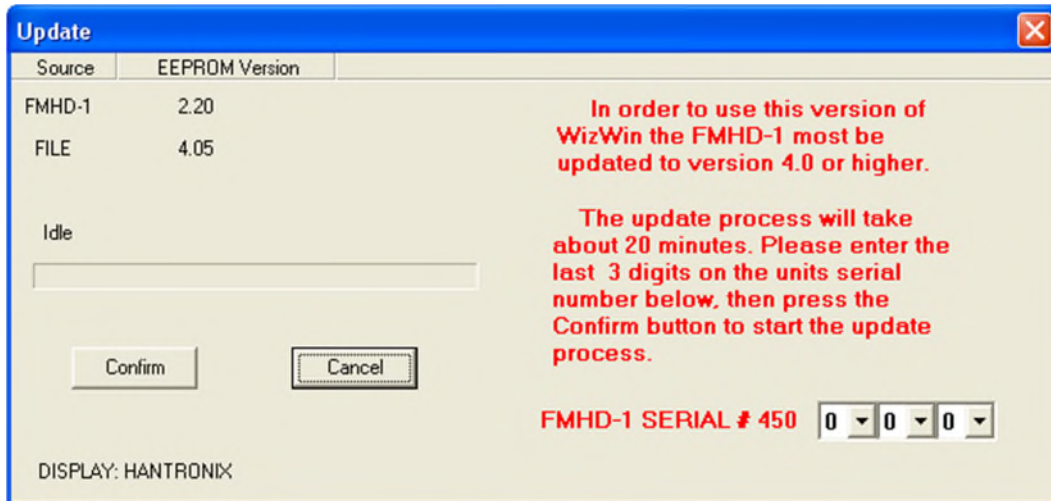 Update
Source EEPROM Version
FMHD-1 2.20
FILE 4.05
Idle
Confirm Cancel
DISPLAY: HANTRONIX
In order to use this version of
WizWin the FMHD-1 most be
updated to version 4.0 or higher.
The update process will take
about 20 minutes. Please enter the
last 3 digits on the units serial
number below, then press the
Confirm button to start the update
process.
FMHD-1 SERIAL # 450 0 0 0